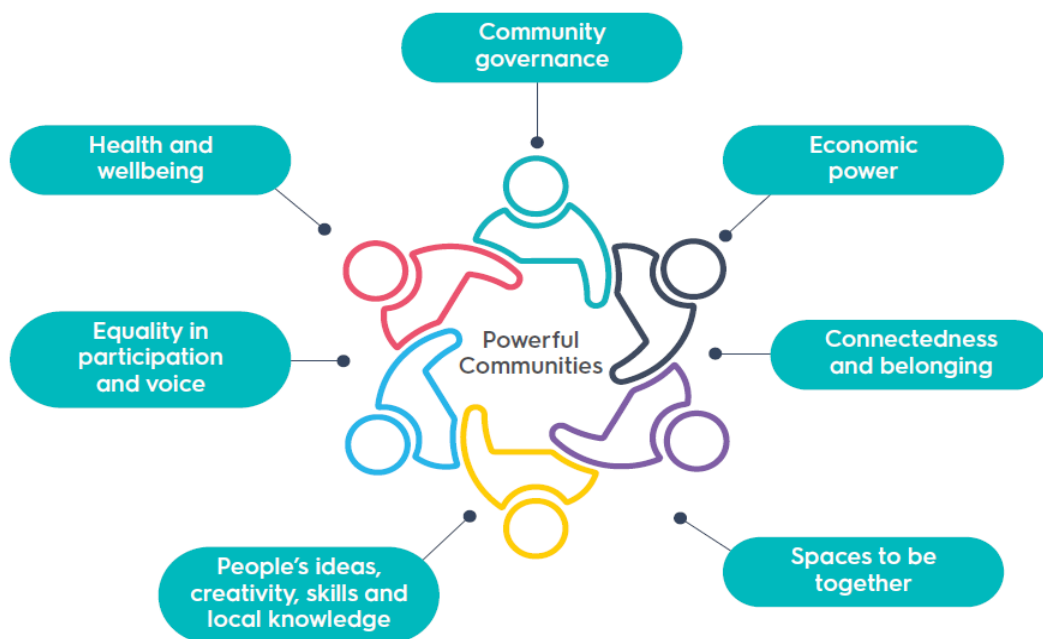 Community
governance
Health and
wellbeing
Economic
power
Equality in
participation
and voice
Powerful
Communities
Connectedness
and belonging
People’s ideas,
creativity, skills and
local knowledge
Spaces to be
together